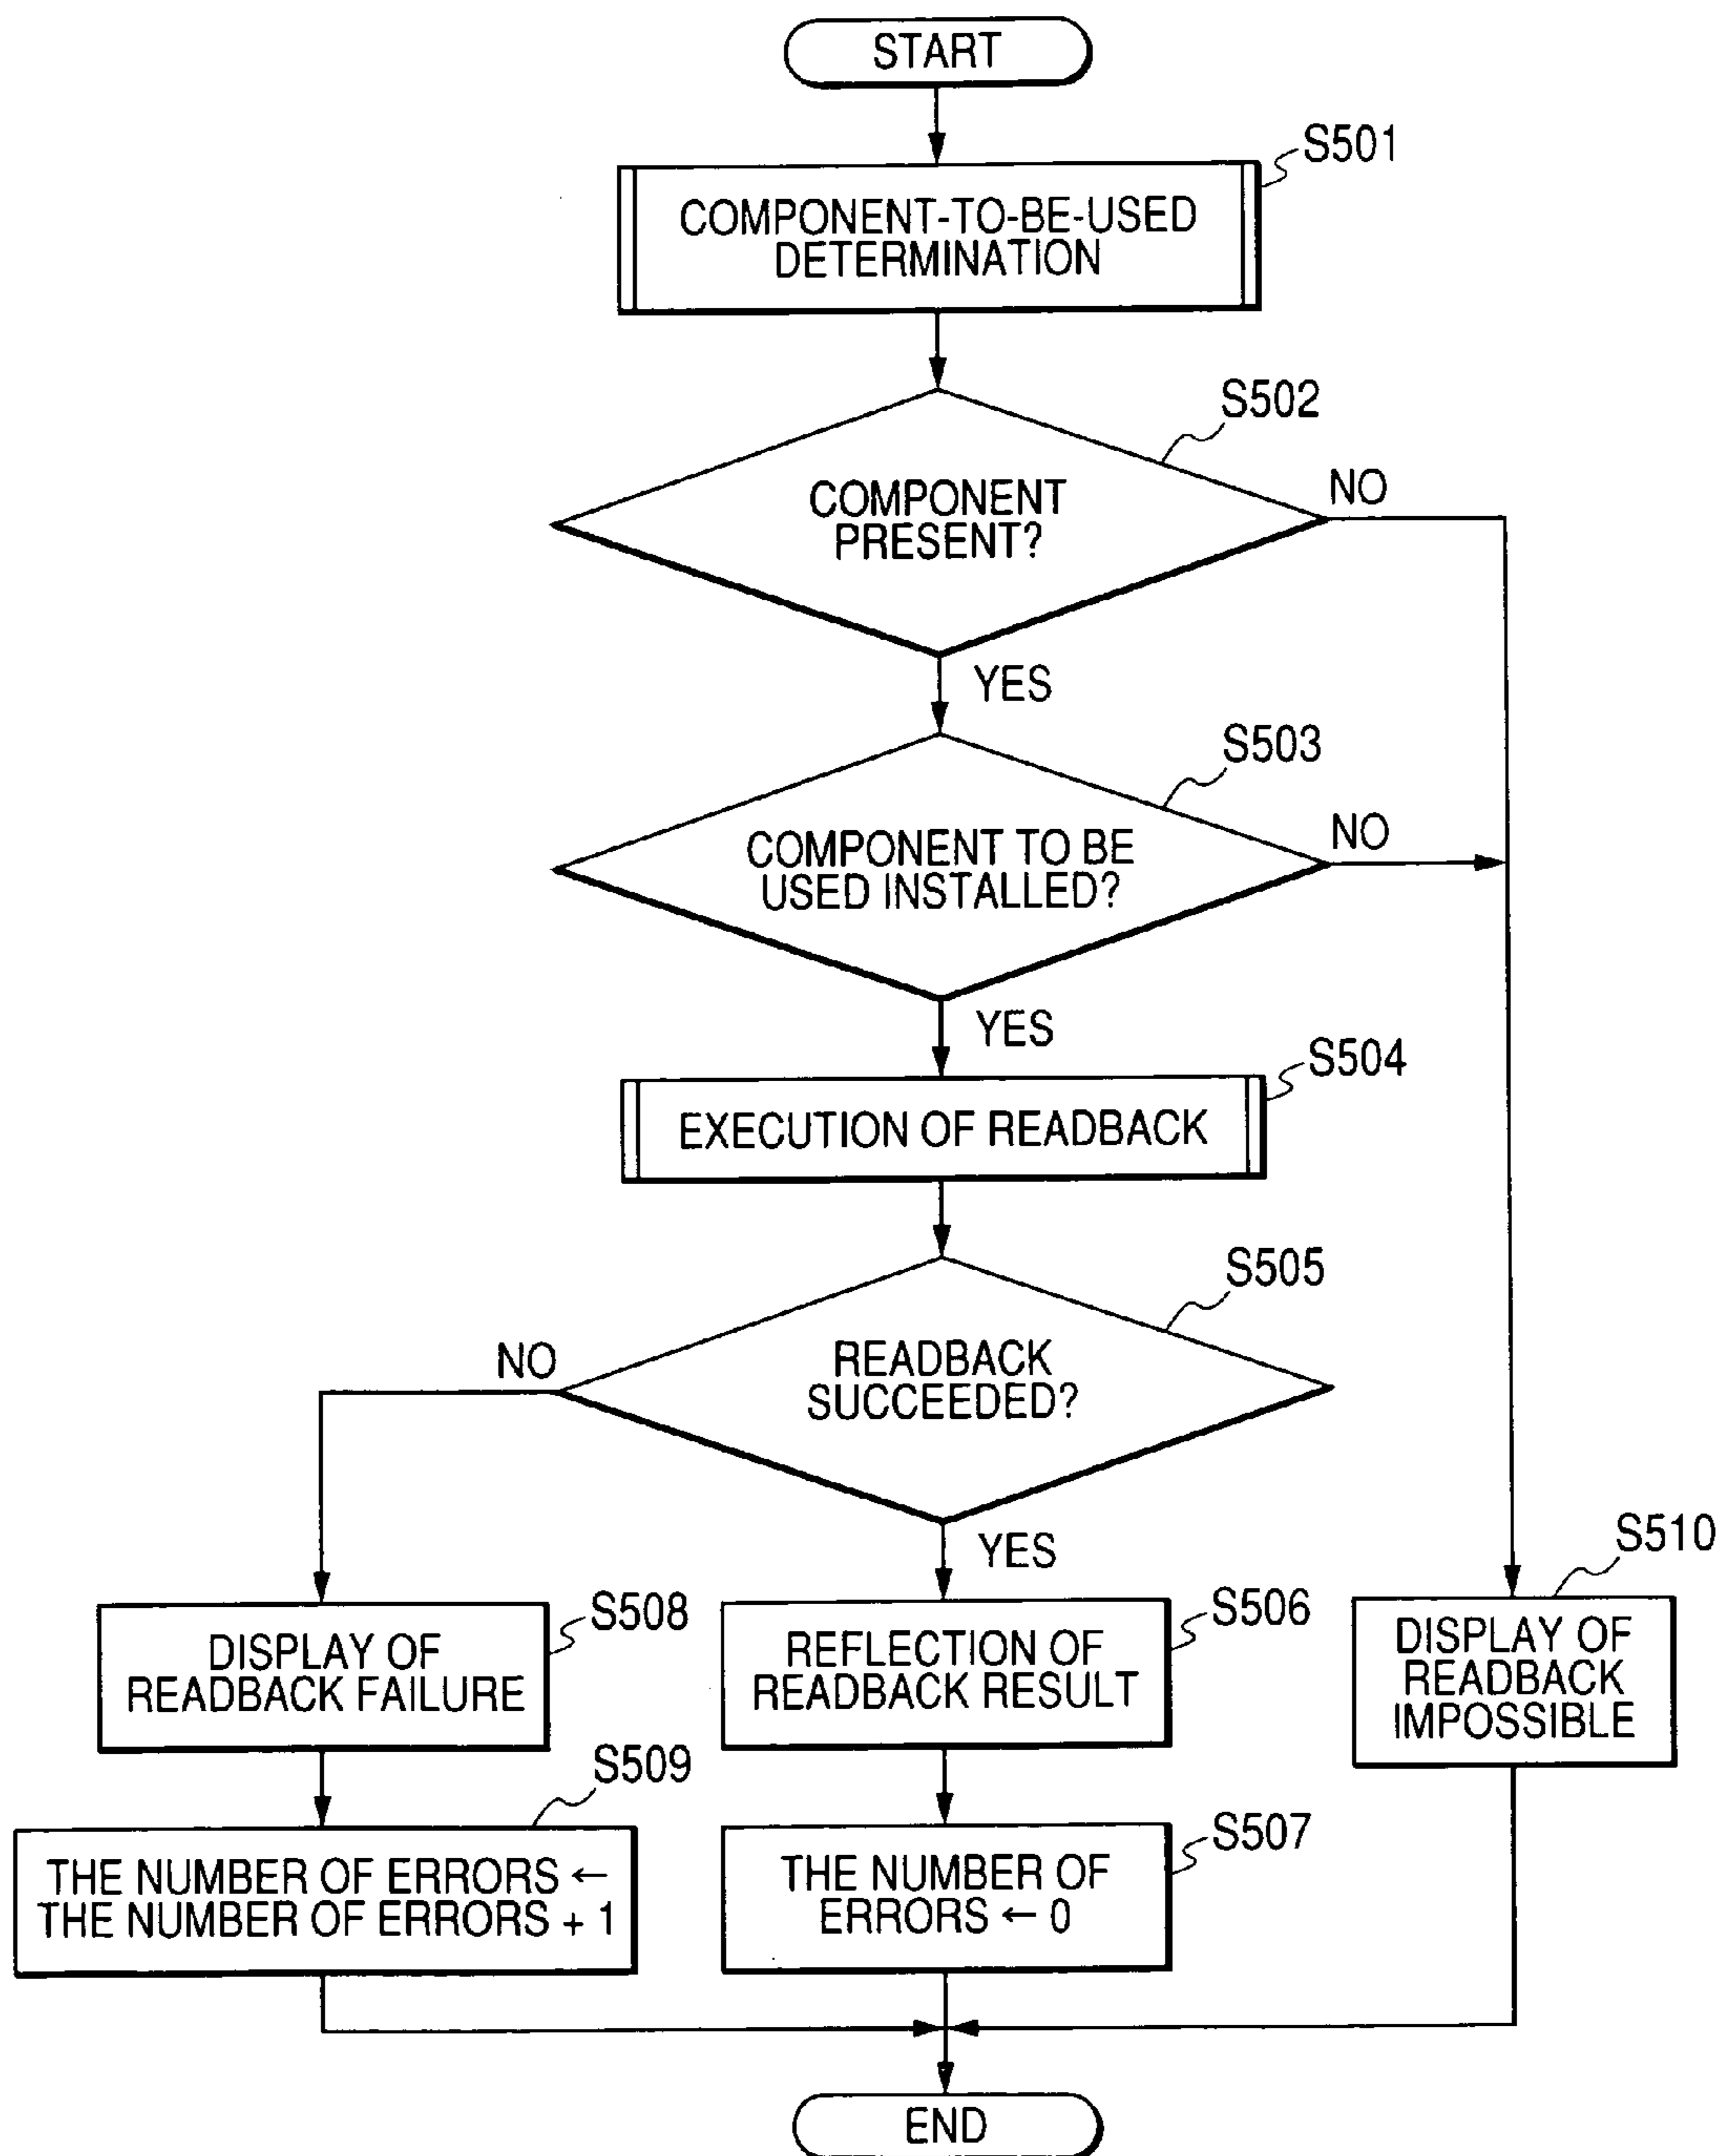 START
S501
COMPONENT-TO-BE-USED
DETERMINATION
S502
COMPONENT
PRESENT?
NO
YES
S503
COMPONENT TO BE
USED INSTALLED?
NO
YES
S504
EXECUTION OF READBACK
S505
READBACK
SUCCEEDED?
NO
YES
S508
DISPLAY OF
READBACK FAILURE
S506
REFLECTION OF
READBACK RESULT
S510
DISPLAY OF
READBACK
IMPOSSIBLE
S509
THE NUMBER OF ERRORS ←
THE NUMBER OF ERRORS + 1
S507
THE NUMBER OF
ERRORS ← 0
END